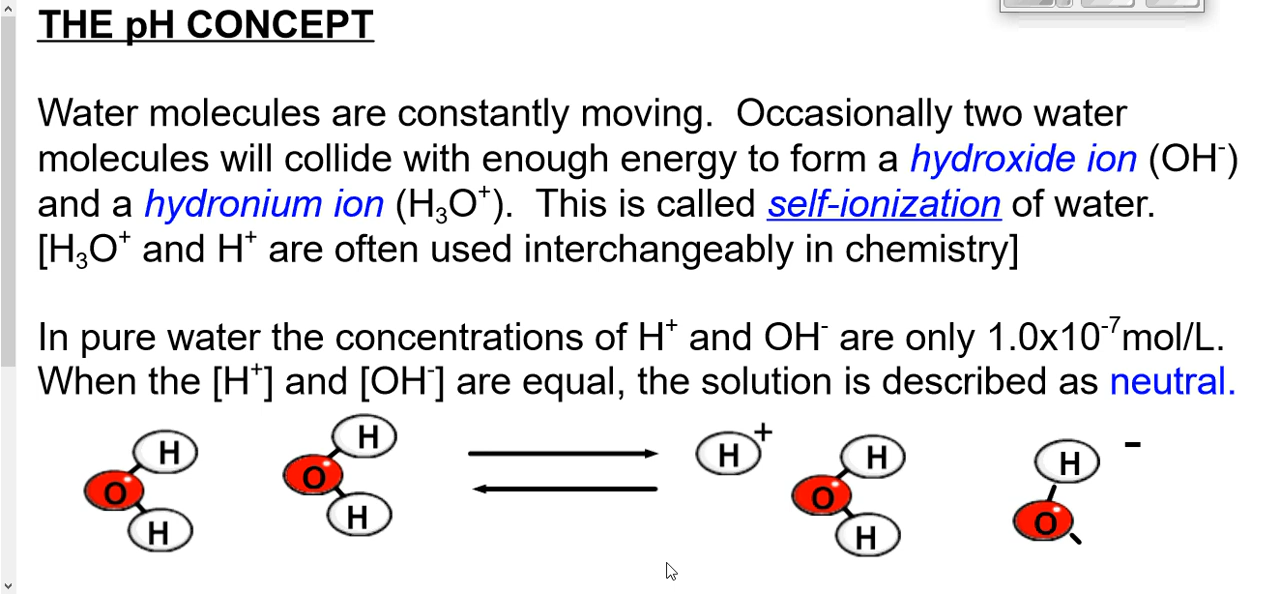 THE pH CONCEPT
Water molecules are constantly moving. Occasionally two water
molecules will collide with enough energy to form a hydroxide ion (OH⁻)
and a hydronium ion (H₃O⁺). This is called self-ionization of water.
[H₃O⁺ and H⁺ are often used interchangeably in chemistry]
In pure water the concentrations of H⁺ and OH⁻ are only 1.0x10⁻⁷mol/L.
When the [H⁺] and [OH⁻] are equal, the solution is described as neutral.
H H H + H H -
O O O O
H H H